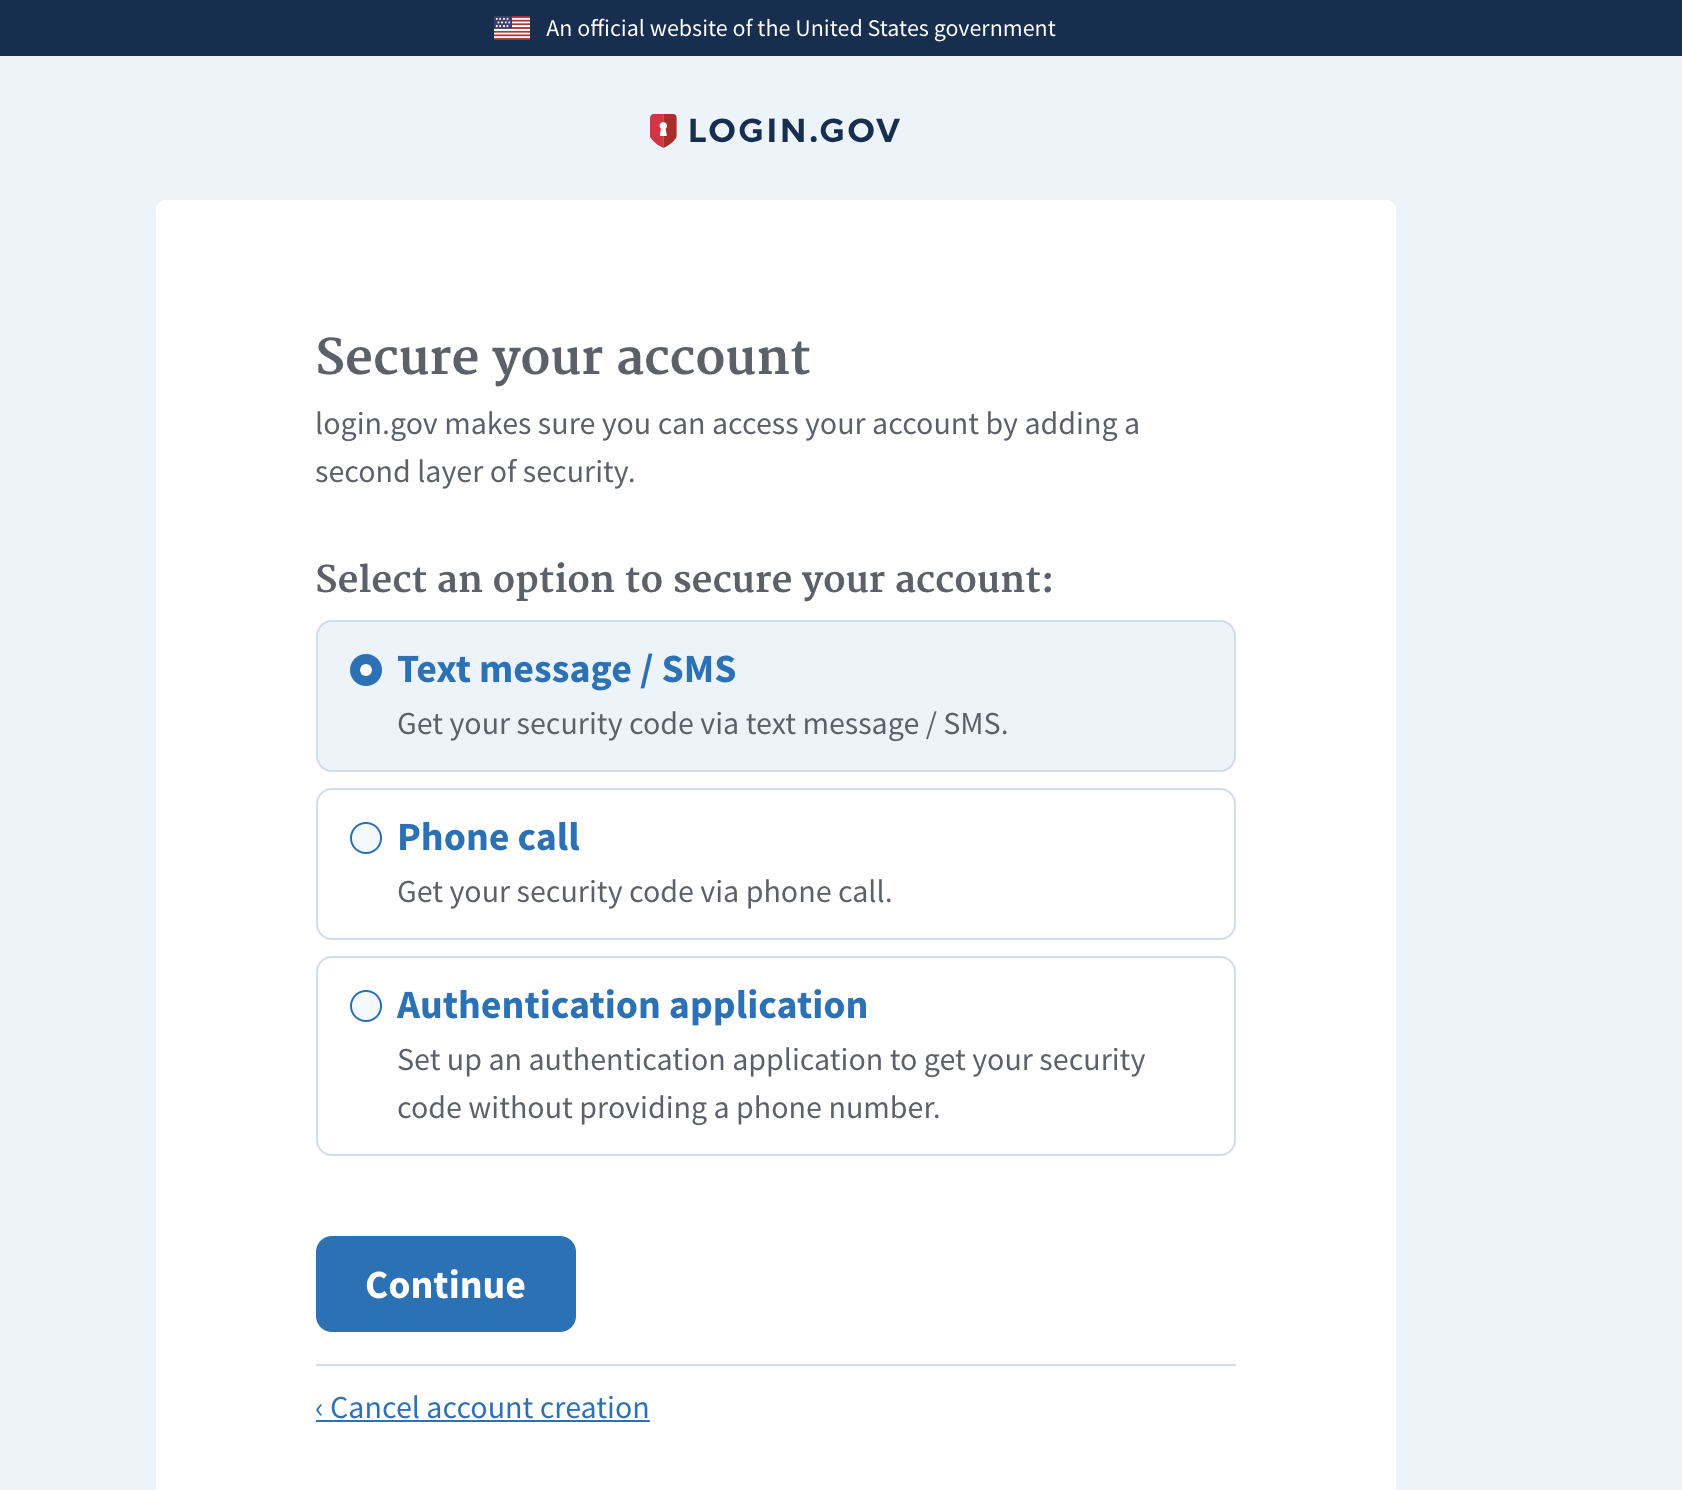 An official website of the United States government
LOGIN.GOV
Secure your account
login.gov makes sure you can access your account by adding a
second layer of security.
Select an option to secure your account:
Text message / SMS
Get your security code via text message / SMS.
Phone call
Get your security code via phone call.
Authentication application
Set up an authentication application to get your security
code without providing a phone number.
Continue
‹ Cancel account creation